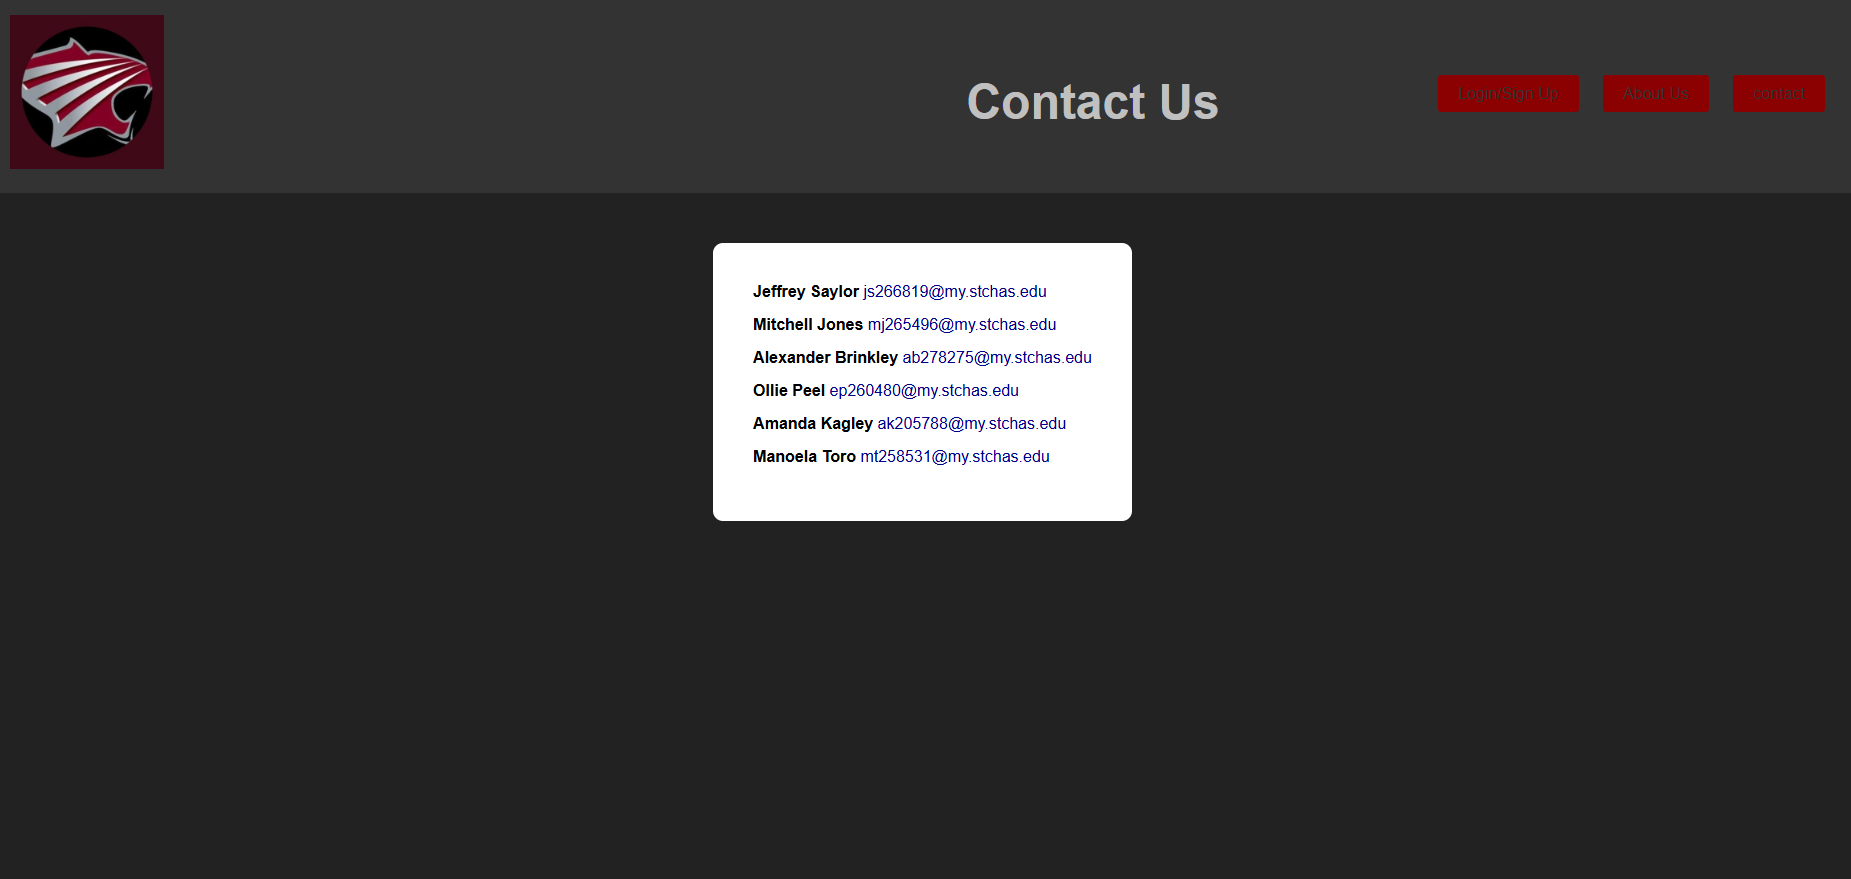 Contact Us
Login/Sign Up
About Us
contact
Jeffrey Saylor js266819@my.stchas.edu
Mitchell Jones mj265496@my.stchas.edu
Alexander Brinkley ab278275@my.stchas.edu
Ollie Peel ep260480@my.stchas.edu
Amanda Kagley ak205788@my.stchas.edu
Manoela Toro mt258531@my.stchas.edu